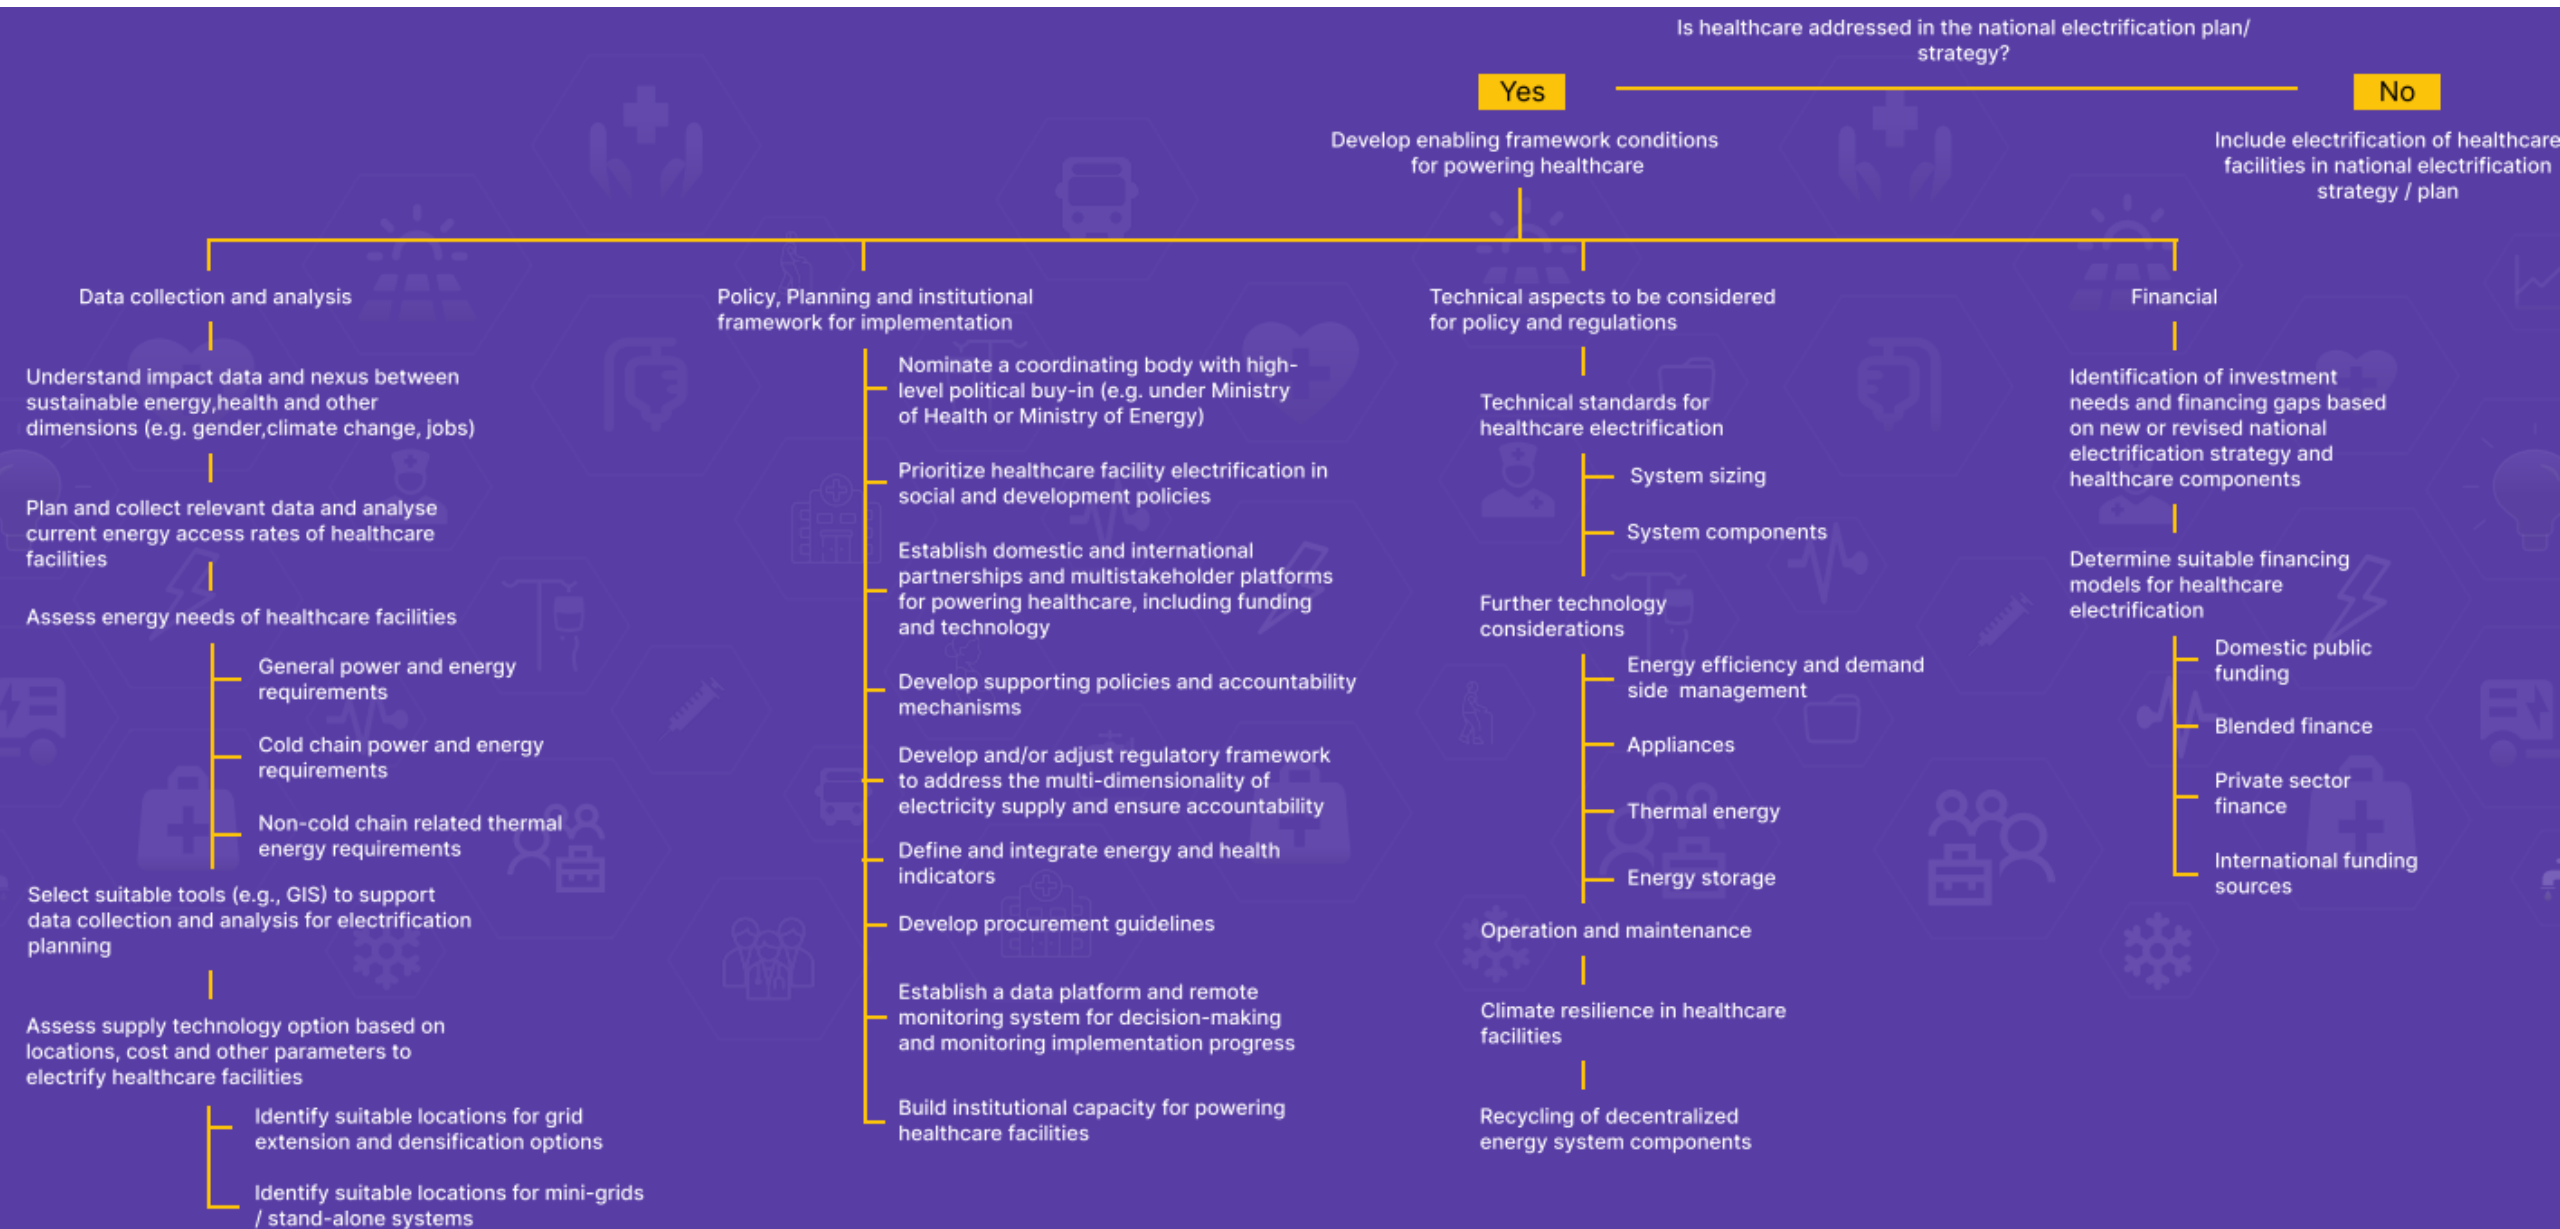 Is healthcare addressed in the national electrification plan/
strategy?
Yes
No
Develop enabling framework conditions
for powering healthcare
Include electrification of healthcare
facilities in national electrification
strategy / plan
Data collection and analysis
Understand impact data and nexus between
sustainable energy,health and other
dimensions (e.g. gender,climate change, jobs)
Plan and collect relevant data and analyse
current energy access rates of healthcare
facilities
Assess energy needs of healthcare facilities
General power and energy
requirements
Cold chain power and energy
requirements
Non-cold chain related thermal
energy requirements
Select suitable tools (e.g., GIS) to support
data collection and analysis for electrification
planning
Assess supply technology option based on
locations, cost and other parameters to
electrify healthcare facilities
Identify suitable locations for grid
extension and densification options
Identify suitable locations for mini-grids
/ stand-alone systems
Policy, Planning and institutional
framework for implementation
Nominate a coordinating body with high-
level political buy-in (e.g. under Ministry
of Health or Ministry of Energy)
Prioritize healthcare facility electrification in
social and development policies
Establish domestic and international
partnerships and multistakeholder platforms
for powering healthcare, including funding
and technology
Develop supporting policies and accountability
mechanisms
Develop and/or adjust regulatory framework
to address the multi-dimensionality of
electricity supply and ensure accountability
Define and integrate energy and health
indicators
Develop procurement guidelines
Establish a data platform and remote
monitoring system for decision-making
and monitoring implementation progress
Build institutional capacity for powering
healthcare facilities
Technical aspects to be considered
for policy and regulations
Technical standards for
healthcare electrification
System sizing
System components
Further technology
considerations
Energy efficiency and demand
side management
Appliances
Thermal energy
Energy storage
Operation and maintenance
Climate resilience in healthcare
facilities
Recycling of decentralized
energy system components
Financial
Identification of investment
needs and financing gaps based
on new or revised national
electrification strategy and
healthcare components
Determine suitable financing
models for healthcare
electrification
Domestic public
funding
Blended finance
Private sector
finance
International funding
sources